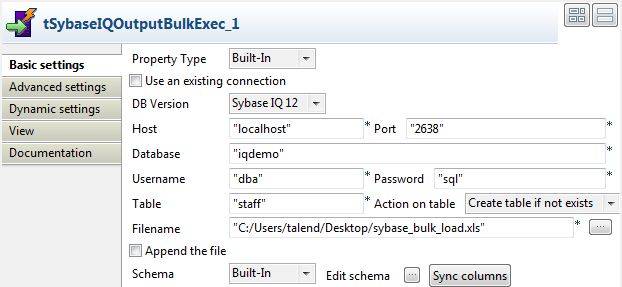 tSybaseIQOutputBulkExec_1
Basic settings
Advanced settings
Dynamic settings
View
Documentation
Property Type Built-In
Use an existing connection
DB Version Sybase IQ 12
Host "localhost" * Port "2638" *
Database "iqdemo" *
Username "dba" * Password "sql" *
Table "staff" * Action on table Create table if not exists
Filename "C:/Users/talend/Desktop/sybase_bulk_load.xls" * ...
Append the file
Schema Built-In Edit schema ... Sync columns